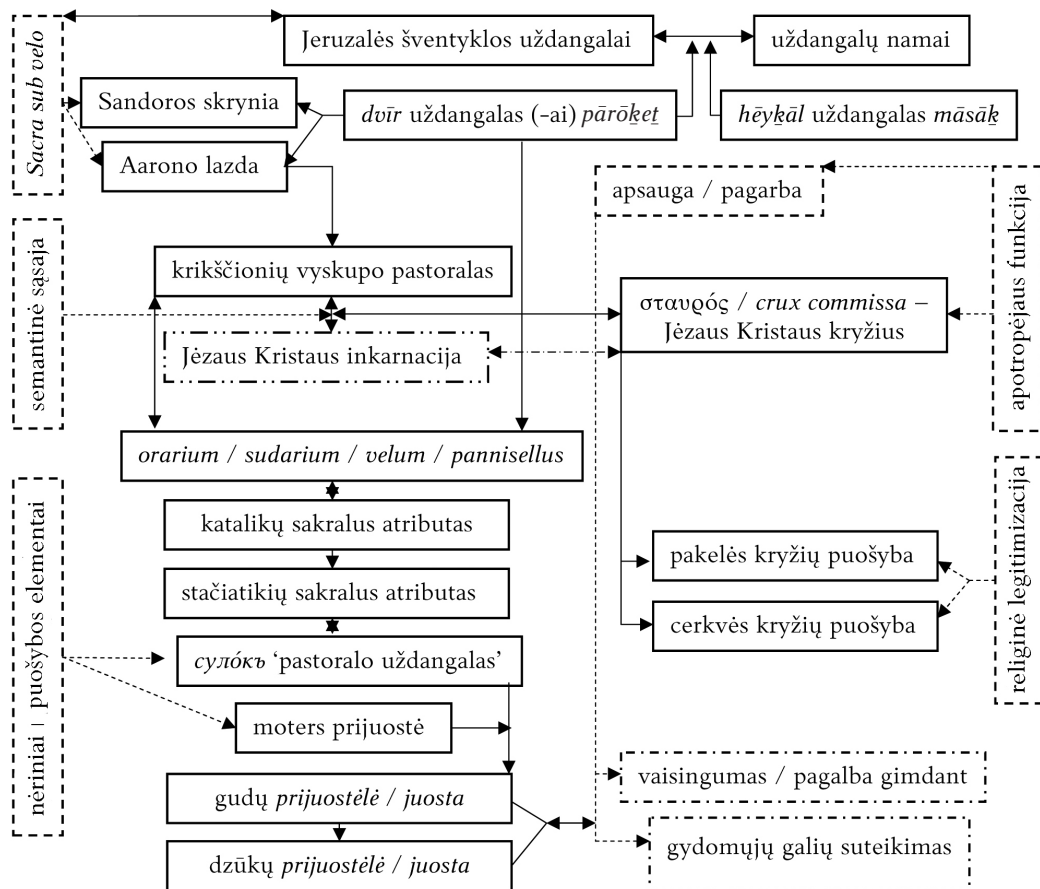 Sacra sub velo
Jeruzalės šventyklos uždangalai
uždangalų namai
Sandoros skrynia
dvīr uždangalas (-ai) pārōḵeṯ
hēyḵāl uždangalas māsāḵ
Aarono lazda
apsauga / pagarba
apotropėjaus funkcija
semantinė sąsaja
krikščionių vyskupo pastoralas
σταυρός / crux commissa –
Jėzaus Kristaus kryžius
Jėzaus Kristaus inkarnacija
orarium / sudarium / velum / pannisellus
religinė legitimizacija
nėriniai | puošybos elementai
katalikų sakralus atributas
pakelės kryžių puošyba
stačiatikių sakralus atributas
cerkvės kryžių puošyba
сулóкъ ‘pastoralo uždangalas’
moters prijuostė
vaisingumas / pagalba gimdant
gudų prijuostėlė / juosta
gydomųjų galių suteikimas
dzūkų prijuostėlė / juosta